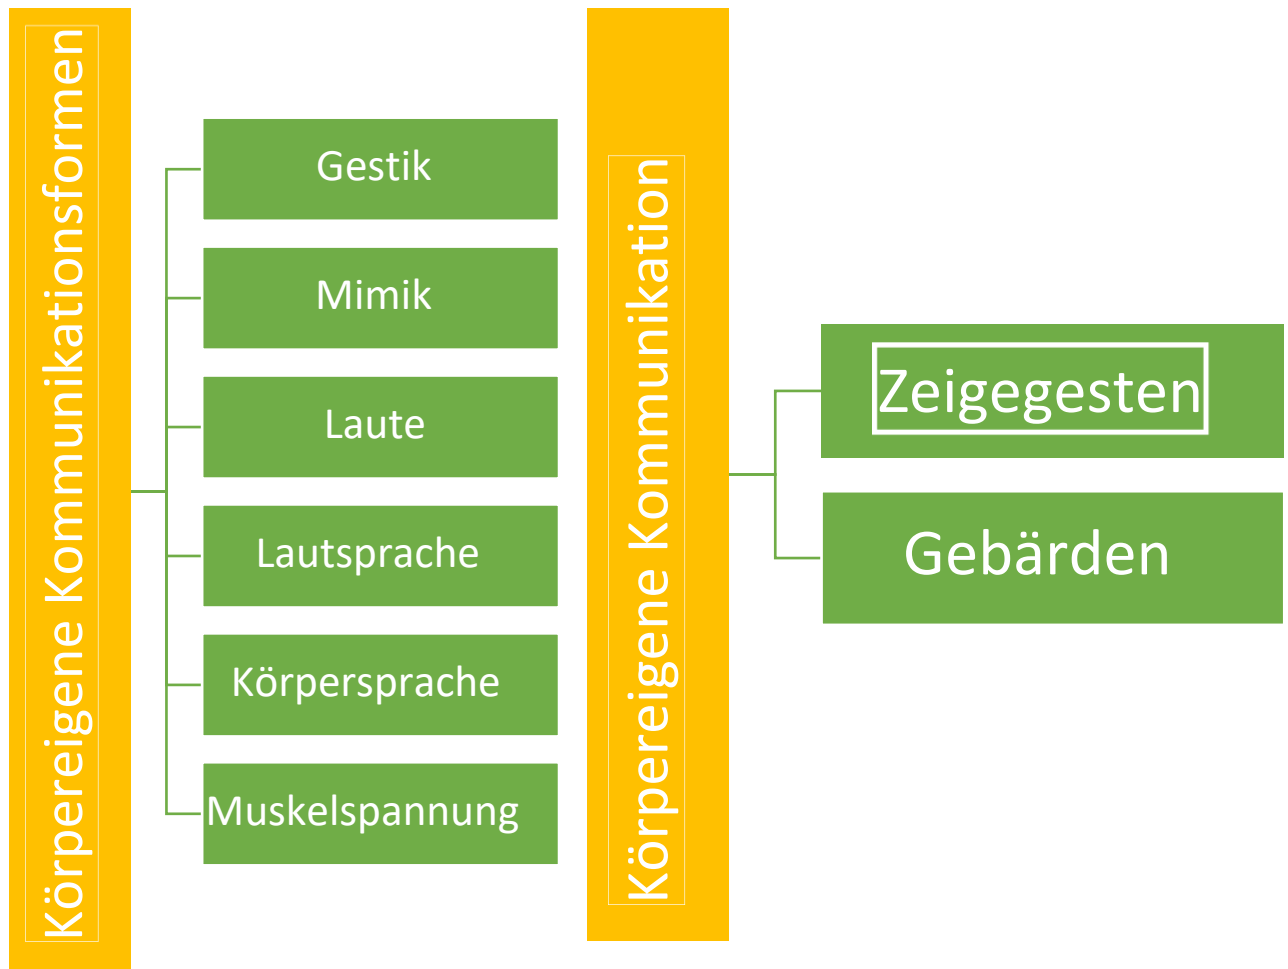 Körpereigene Kommunikationsformen
Gestik
Mimik
Laute
Lautsprache
Körpersprache
Muskelspannung
Körpereigene Kommunikation
Zeigegesten
Gebärden